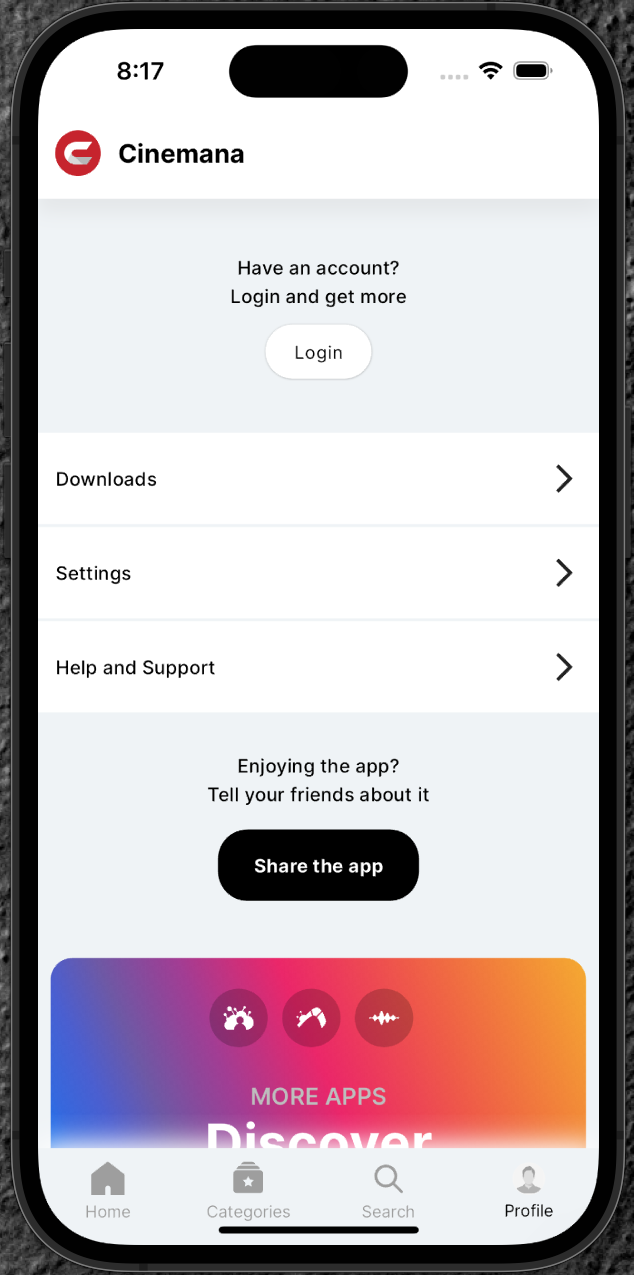 8:17
Cinemana
Have an account?
Login and get more
Login
Downloads
Settings
Help and Support
Enjoying the app?
Tell your friends about it
Share the app
MORE APPS
Discover
Home
Categories
Search
Profile